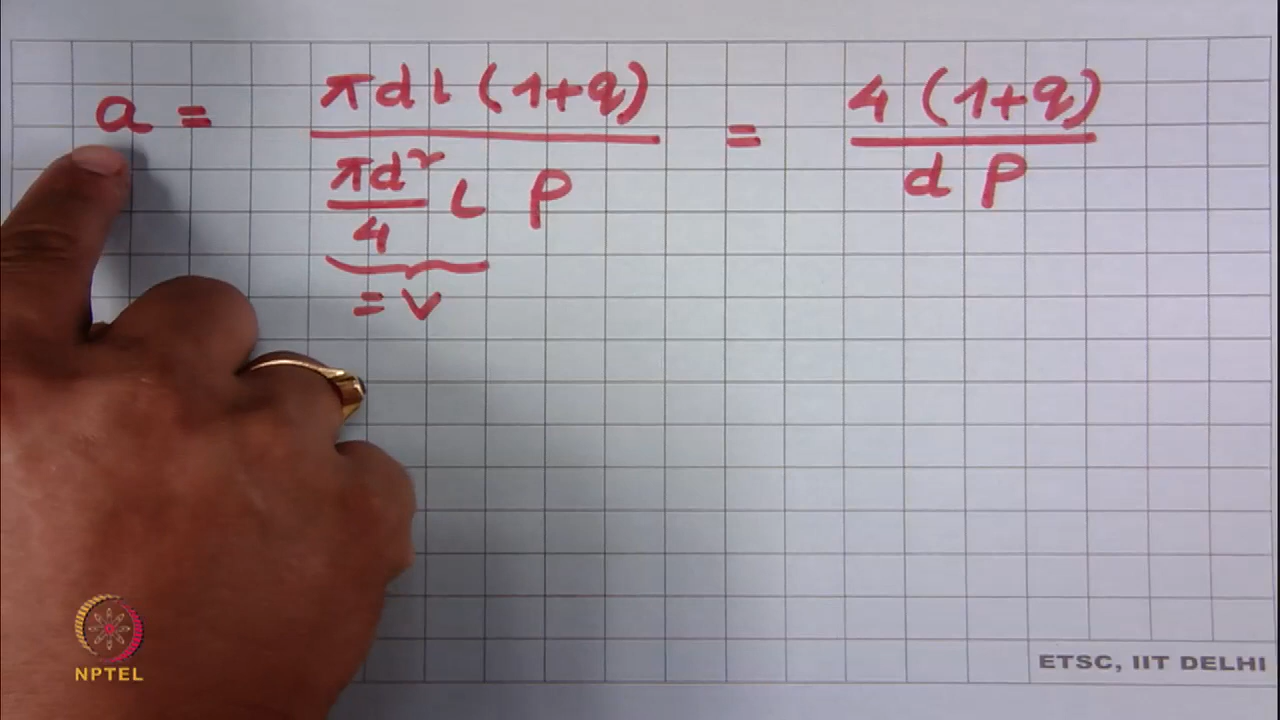 a = πdl(1+q) / (πd²/4 L ρ) = 4(1+q) / (d ρ)
= V
NPTEL
ETSC, IIT DELHI